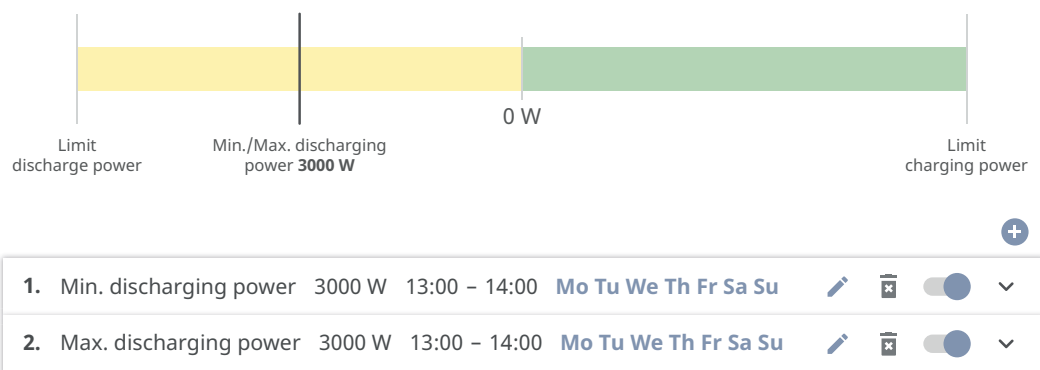 0 W
Limit
discharge power
Min./Max. discharging
power 3000 W
Limit
charging power
1. Min. discharging power 3000 W 13:00 – 14:00 Mo Tu We Th Fr Sa Su
2. Max. discharging power 3000 W 13:00 – 14:00 Mo Tu We Th Fr Sa Su